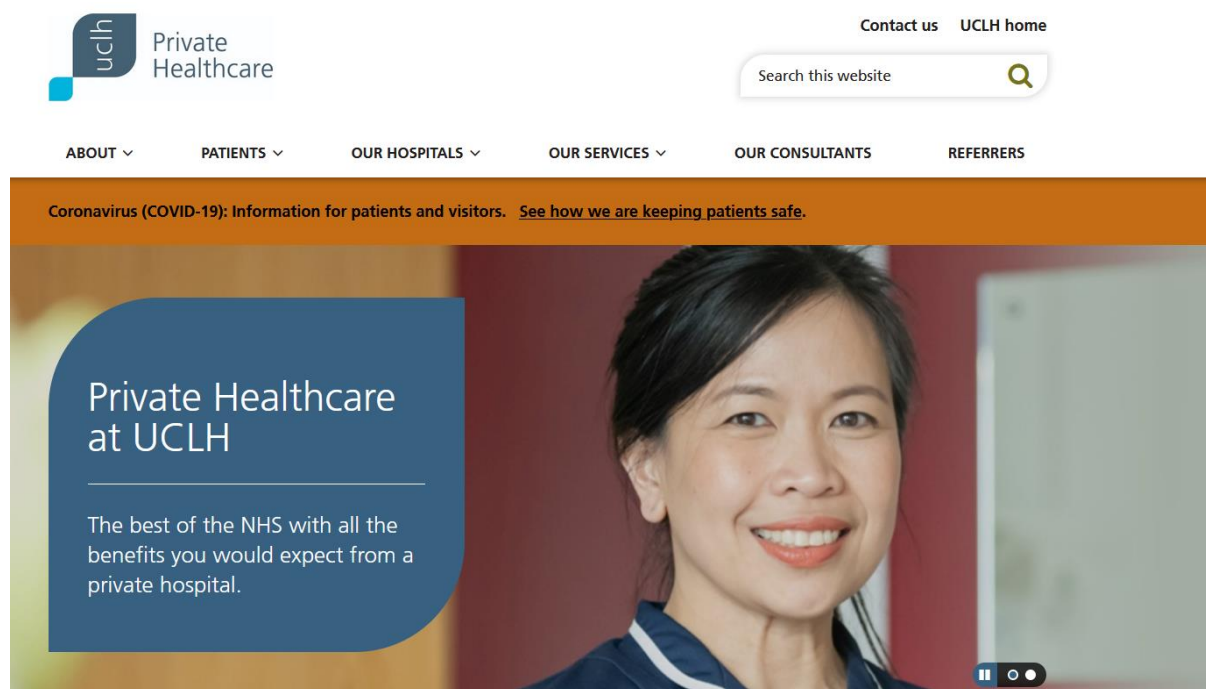 uclh
Private
Healthcare
Contact us UCLH home
Search this website
ABOUT PATIENTS OUR HOSPITALS OUR SERVICES OUR CONSULTANTS REFERRERS
Coronavirus (COVID-19): Information for patients and visitors. See how we are keeping patients safe.
Private Healthcare
at UCLH
The best of the NHS with all the
benefits you would expect from a
private hospital.